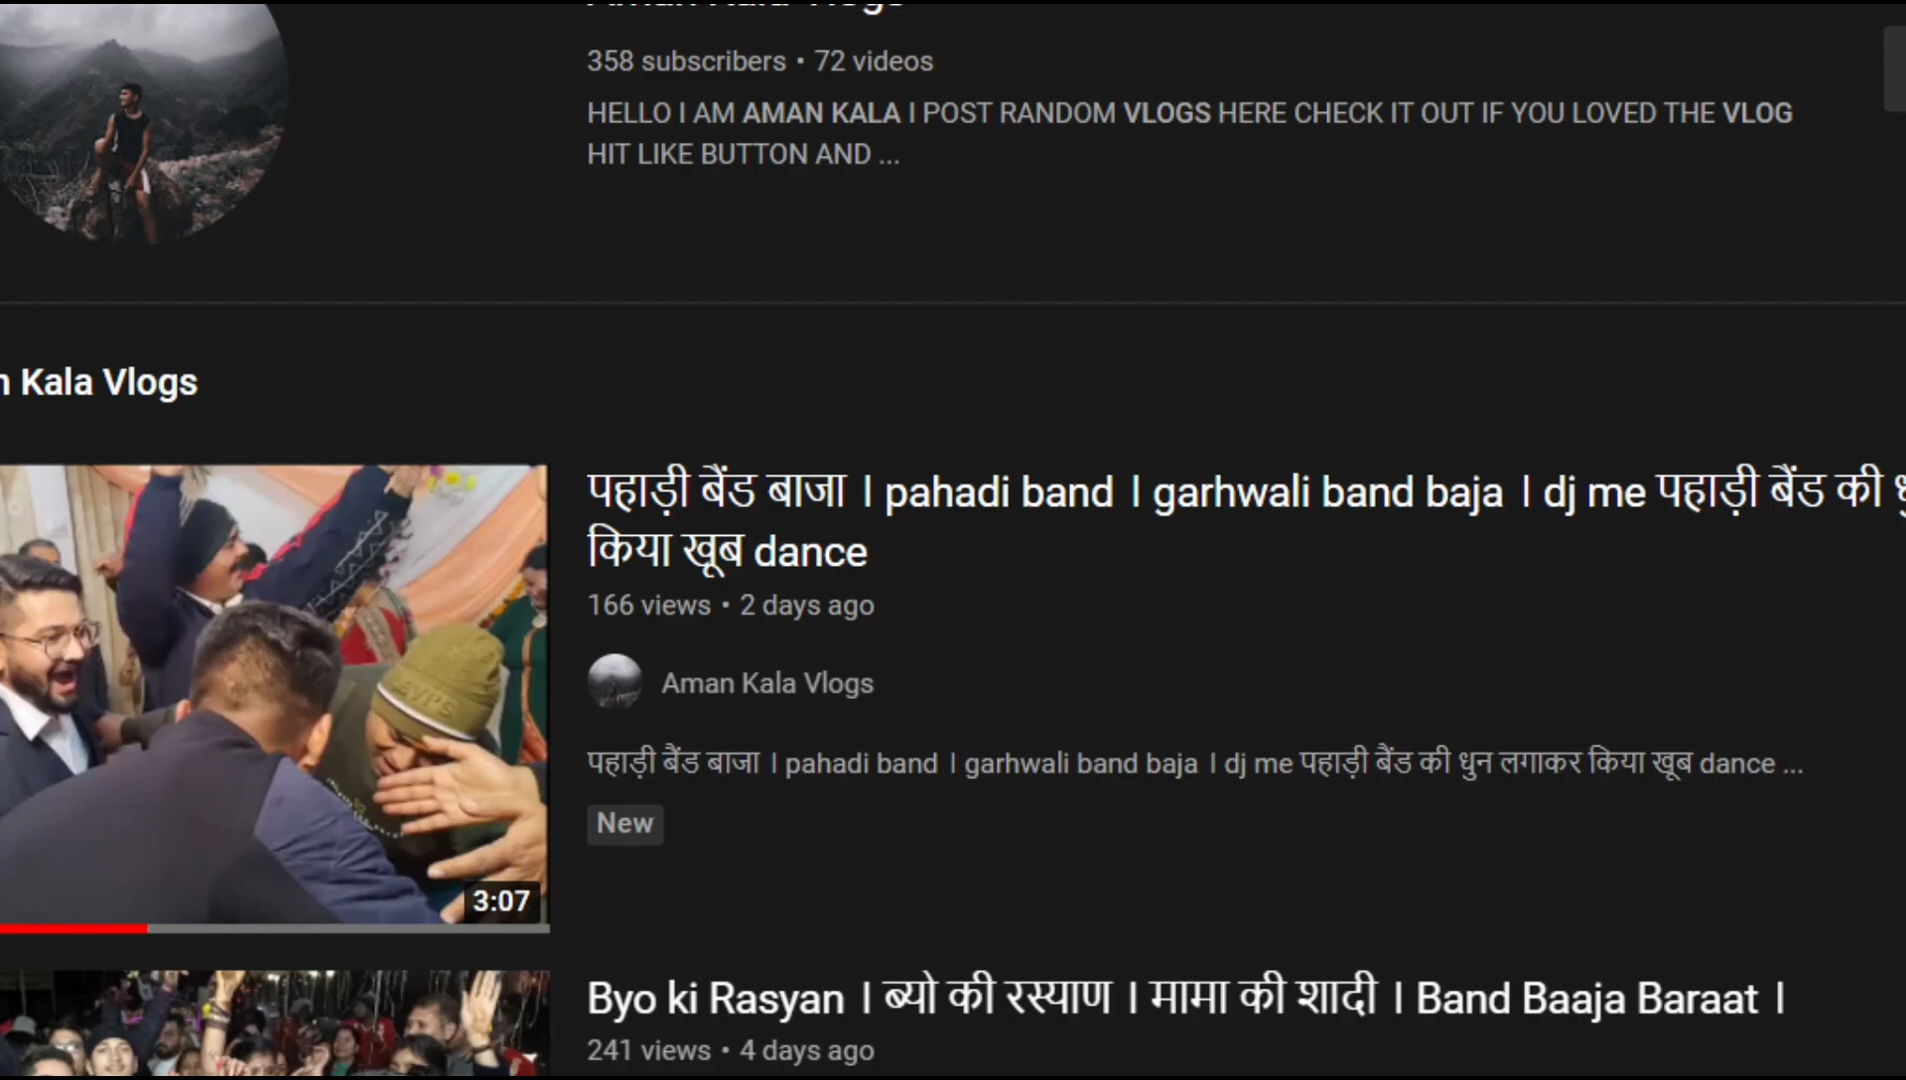 Aman Kala Vlogs
358 subscribers • 72 videos
HELLO I AM AMAN KALA I POST RANDOM VLOGS HERE CHECK IT OUT IF YOU LOVED THE VLOG
HIT LIKE BUTTON AND ...
n Kala Vlogs
पहाड़ी बैंड बाजा । pahadi band । garhwali band baja । dj me पहाड़ी बैंड की
किया खूब dance
166 views • 2 days ago
Aman Kala Vlogs
पहाड़ी बैंड बाजा । pahadi band । garhwali band baja । dj me पहाड़ी बैंड की धुन लगाकर किया खूब dance ...
New
3:07
Byo ki Rasyan । ब्यो की रस्याण । मामा की शादी । Band Baaja Baraat ।
241 views • 4 days ago